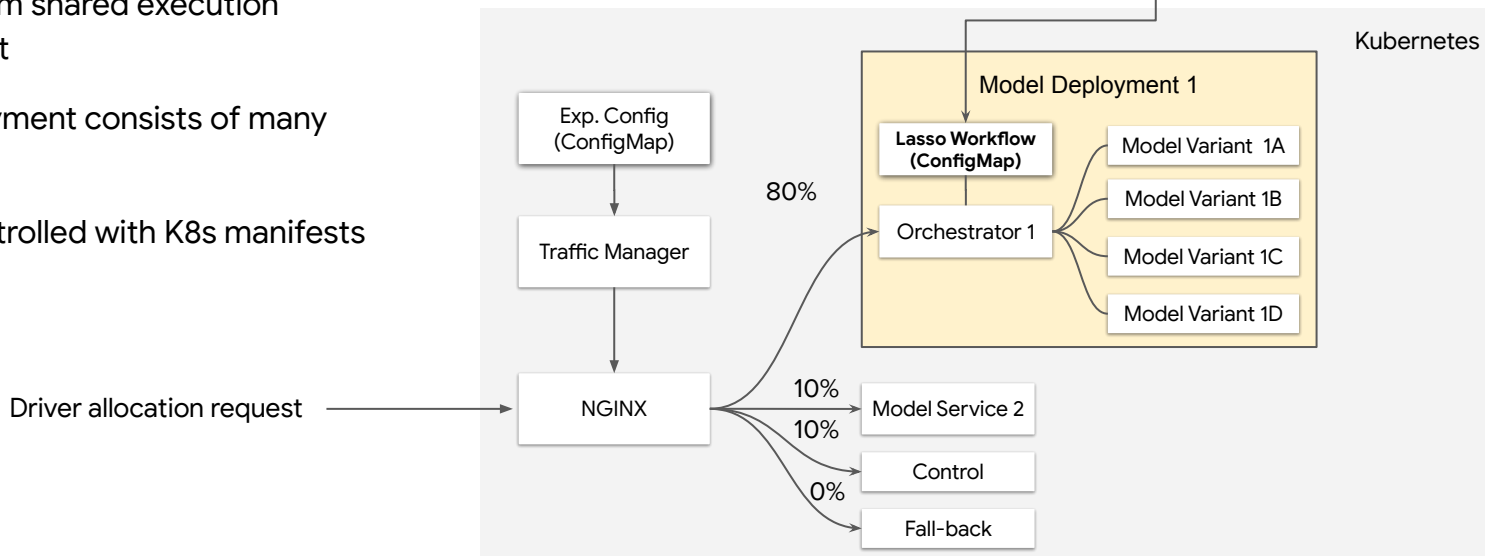 shared execution
t
ment consists of many
trolled with K8s manifests
Kubernetes
Model Deployment 1
Exp. Config
(ConfigMap)
Lasso Workflow
(ConfigMap)
Model Variant 1A
80%
Model Variant 1B
Orchestrator 1
Traffic Manager
Model Variant 1C
Model Variant 1D
10%
Driver allocation request
NGINX
Model Service 2
10%
Control
0%
Fall-back